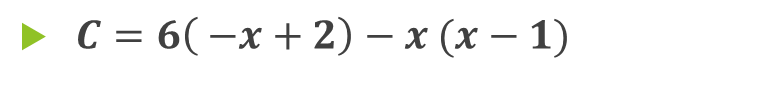 C = 6( −x + 2) − x (x − 1)